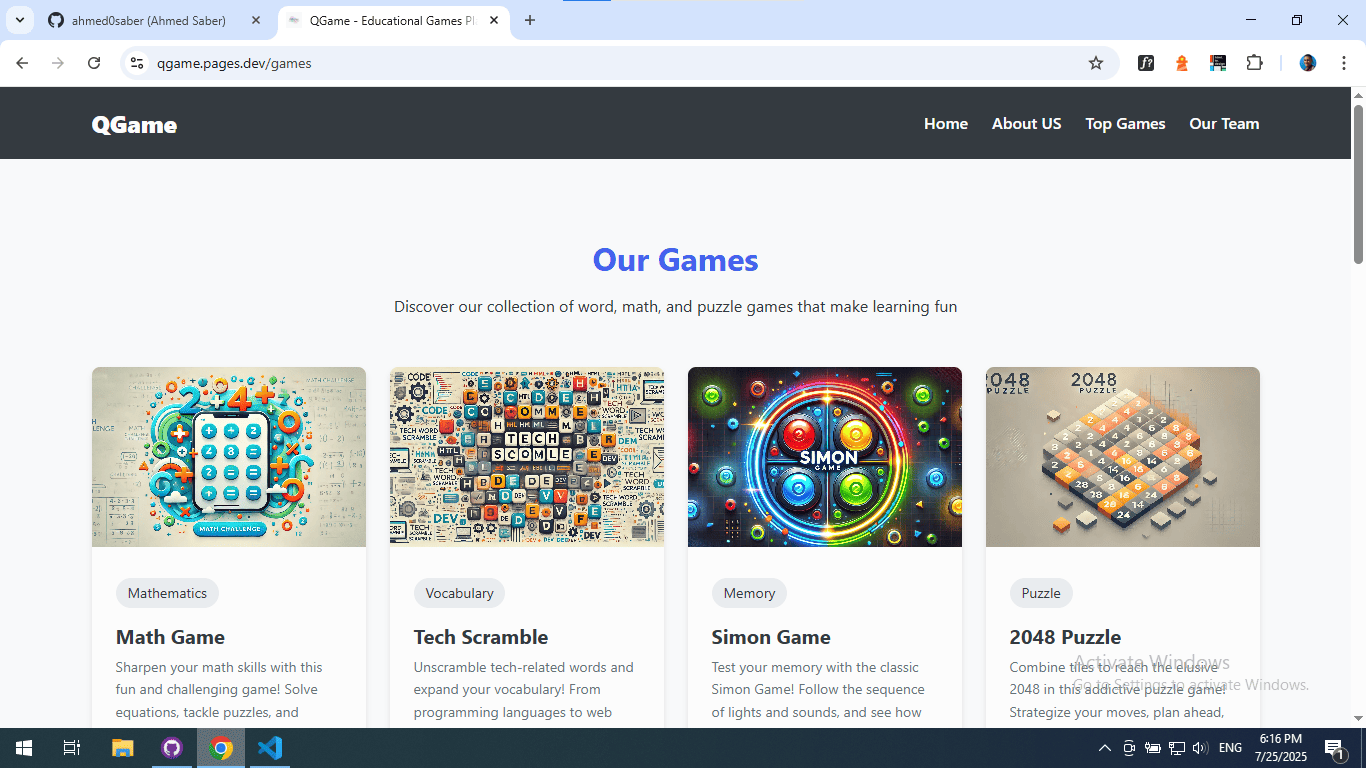 ahmed0saber (Ahmed Saber)
QGame - Educational Games Pl
qgame.pages.dev/games
f?
QGame
Home About US Top Games Our Team
Our Games
Discover our collection of word, math, and puzzle games that make learning fun
MATH CHALLENGE
TECH
SCOMLE
SIMON
GAME
2048
PUZZLE
2048
PUZZLE
Mathematics
Math Game
Sharpen your math skills with this
fun and challenging game! Solve
equations, tackle puzzles, and
Vocabulary
Tech Scramble
Unscramble tech-related words and
expand your vocabulary! From
programming languages to web
Memory
Simon Game
Test your memory with the classic
Simon Game! Follow the sequence
of lights and sounds, and see how
Puzzle
2048 Puzzle
Combine tiles to reach the elusive
2048 in this addictive puzzle game!
Strategize your moves, plan ahead,
Activate Windows
Go to Settings to activate Windows.
ENG
6:16 PM
7/25/2025
1